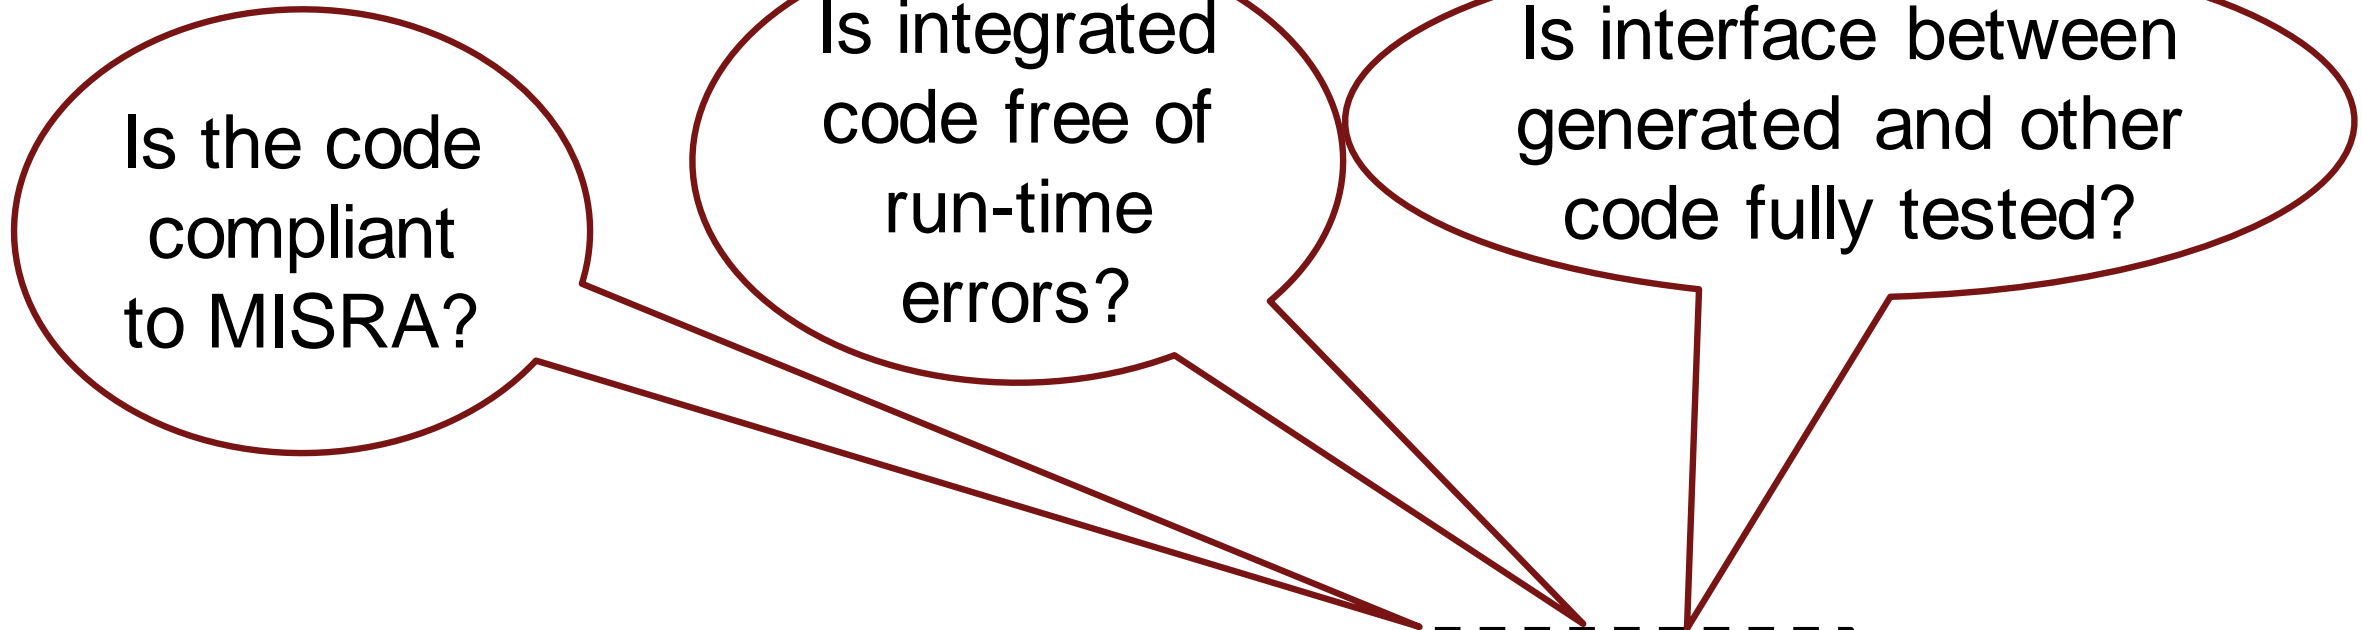 Is the code
compliant
to MISRA?
Is integrated
code free of
run-time
errors?
Is interface between
generated and other
code fully tested?